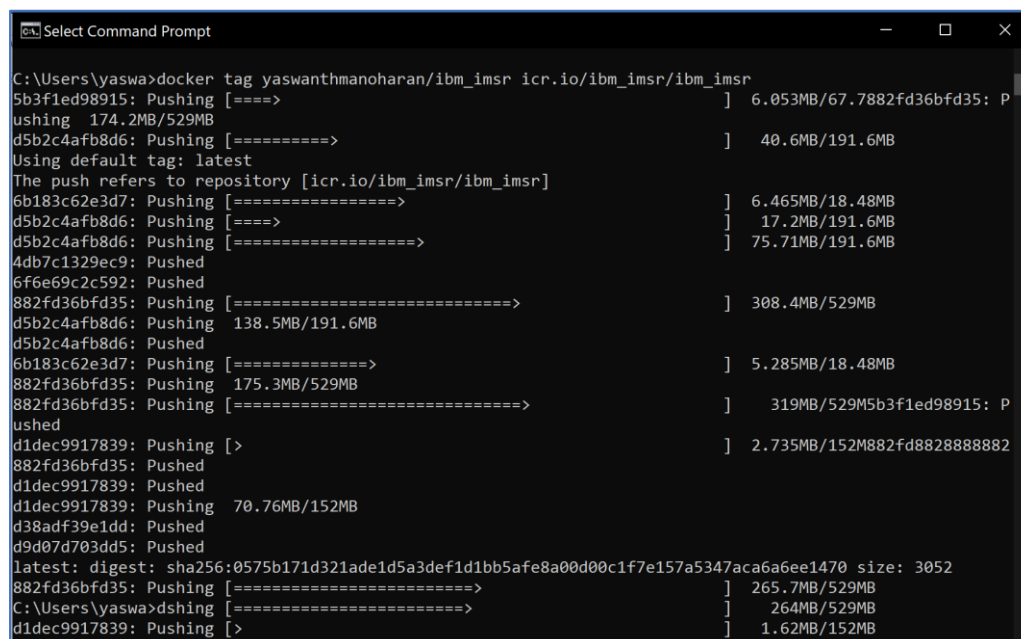 Select Command Prompt
C:\Users\yaswa>docker tag yaswanthmanoharan/ibm_imsr icr.io/ibm_imsr/ibm_imsr
5b3f1ed98915: Pushing [====>                                              ]  6.053MB/67.7882fd36bfd35: P
ushing  174.2MB/529MB
d5b2c4afb8d6: Pushing [==========>                                        ]   40.6MB/191.6MB
Using default tag: latest
The push refers to repository [icr.io/ibm_imsr/ibm_imsr]
6b183c62e3d7: Pushing [=================>                                 ]  6.465MB/18.48MB
d5b2c4afb8d6: Pushing [====>                                              ]   17.2MB/191.6MB
d5b2c4afb8d6: Pushing [===================>                               ]  75.71MB/191.6MB
4db7c1329ec9: Pushed
6f6e69c2c592: Pushed
882fd36bfd35: Pushing [=============================>                     ]  308.4MB/529MB
d5b2c4afb8d6: Pushing  138.5MB/191.6MB
d5b2c4afb8d6: Pushed
6b183c62e3d7: Pushing [==============>                                    ]  5.285MB/18.48MB
882fd36bfd35: Pushing  175.3MB/529MB
882fd36bfd35: Pushing [==============================>                    ]    319MB/529M5b3f1ed98915: P
ushed
d1dec9917839: Pushing [>                                                  ]  2.735MB/152M882fd8828888882
882fd36bfd35: Pushed
d1dec9917839: Pushed
d1dec9917839: Pushing  70.76MB/152MB
d38adf39e1dd: Pushed
d9d07d703dd5: Pushed
latest: digest: sha256:0575b171d321ade1d5a3def1d1bb5afe8a00d00c1f7e157a5347aca6a6ee1470 size: 3052
882fd36bfd35: Pushing [=========================>                         ]  265.7MB/529MB
C:\Users\yaswa>dshing [========================>                          ]    264MB/529MB
d1dec9917839: Pushing [>                                                  ]   1.62MB/152MB